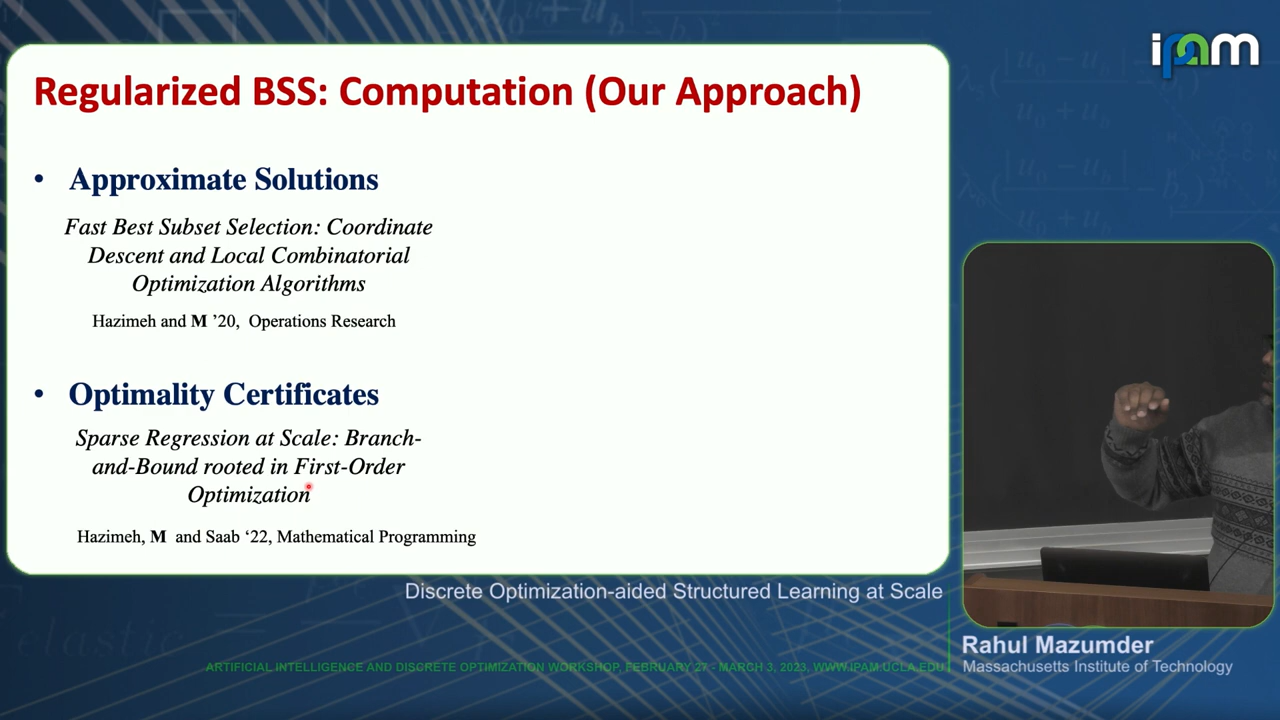 ipam
Regularized BSS: Computation (Our Approach)
• Approximate Solutions
Fast Best Subset Selection: Coordinate
Descent and Local Combinatorial
Optimization Algorithms
Hazimeh and M ’20, Operations Research
• Optimality Certificates
Sparse Regression at Scale: Branch-
and-Bound rooted in First-Order
Optimization
Hazimeh, M and Saab ‘22, Mathematical Programming
Discrete Optimization-aided Structured Learning at Scale
Rahul Mazumder
Massachusetts Institute of Technology
ARTIFICIAL INTELLIGENCE AND DISCRETE OPTIMIZATION WORKSHOP, FEBRUARY 27 - MARCH 3, 2023, WWW.IPAM.UCLA.EDU
elastic